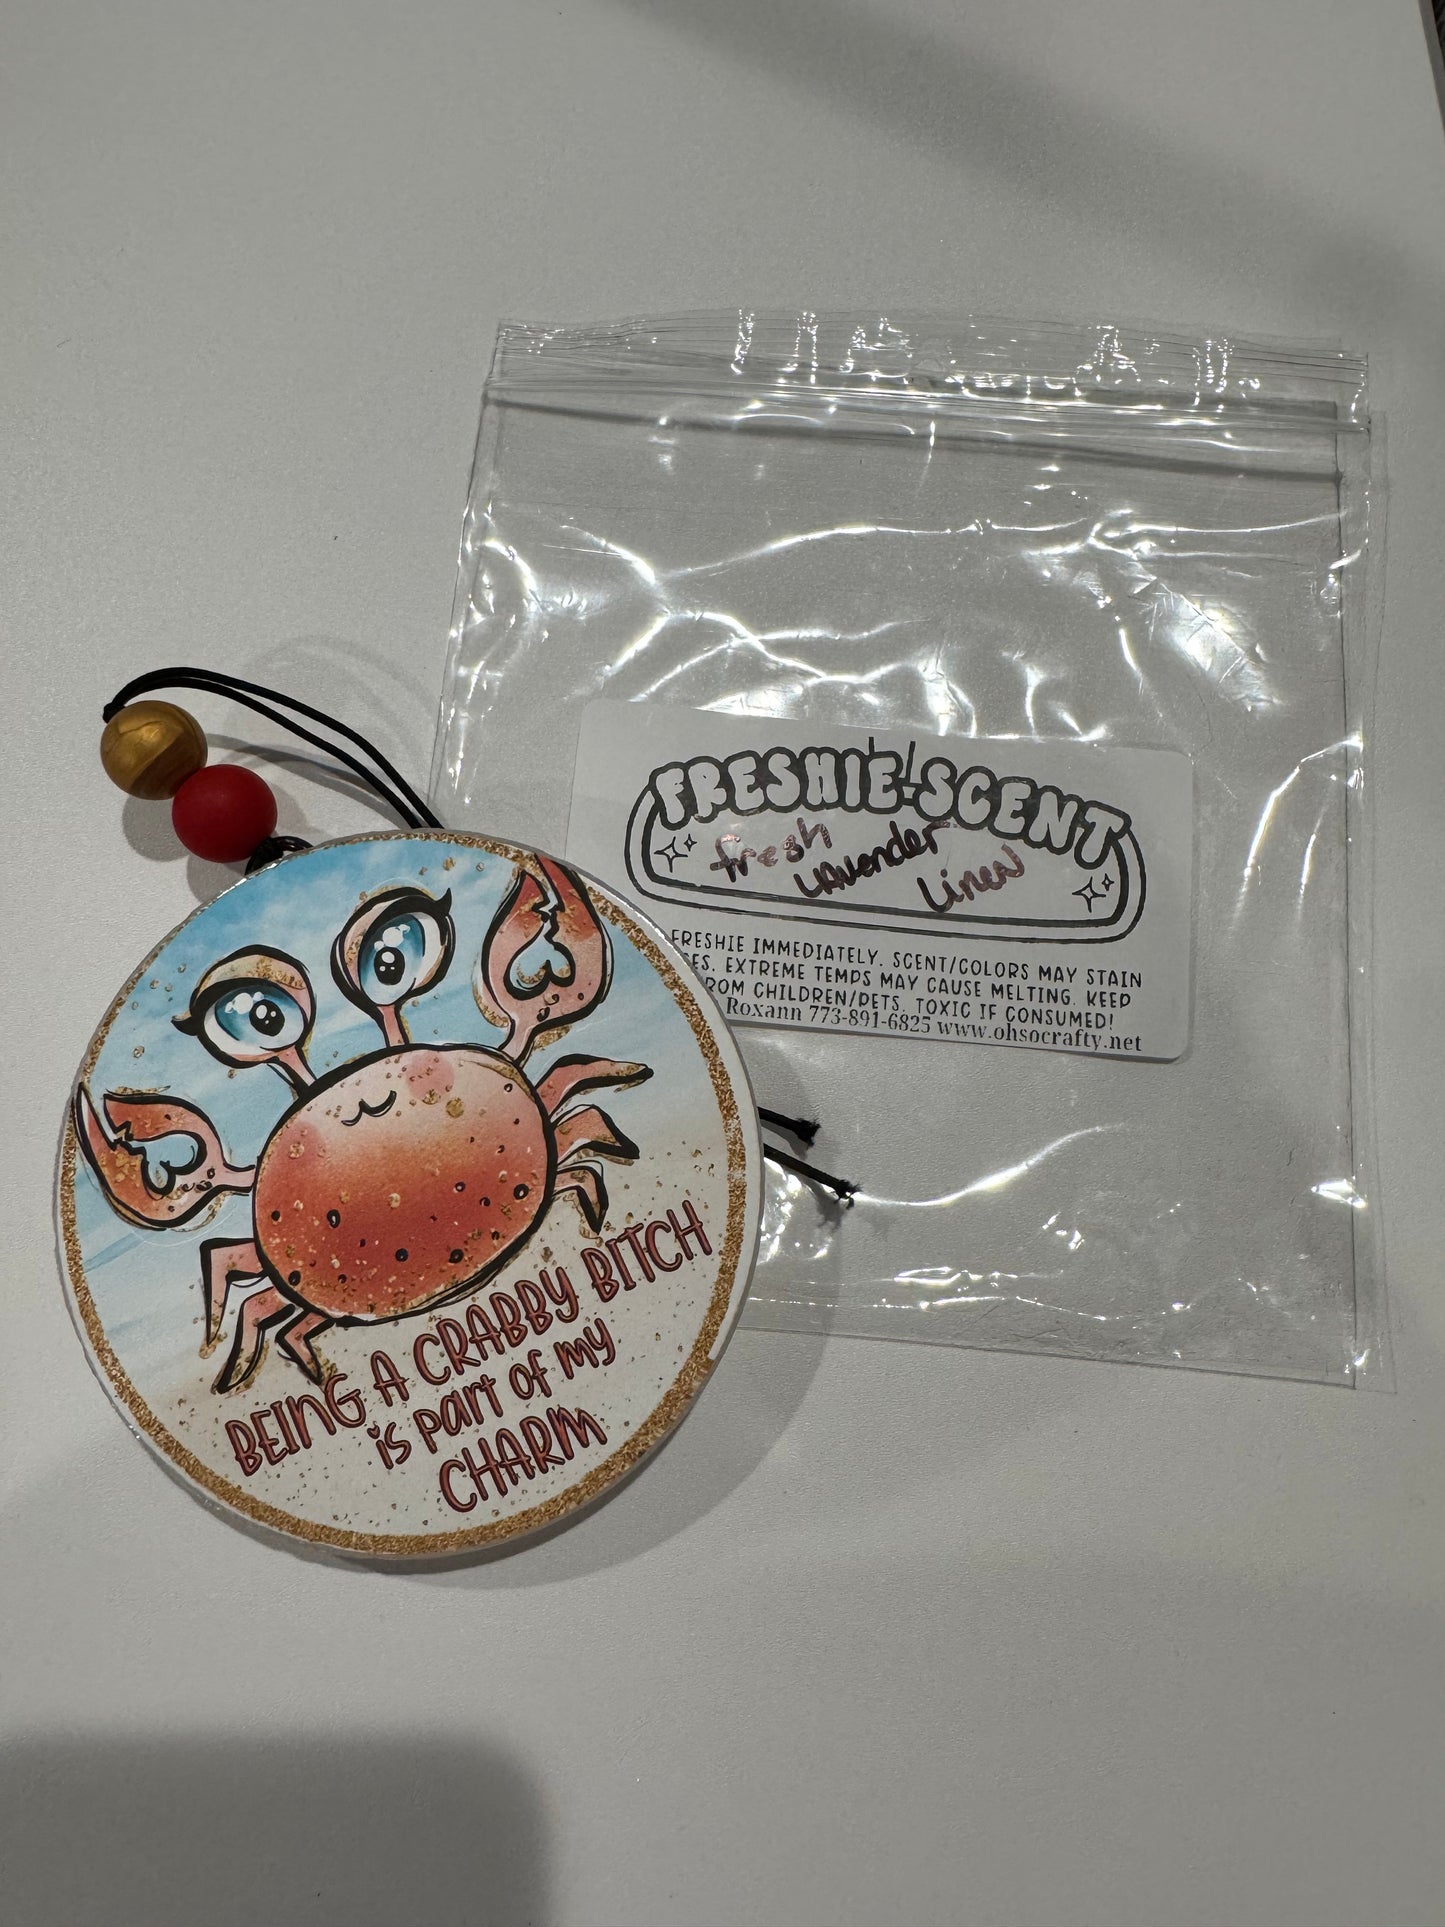 FRESHIE SCENT
fresh
LAVender
Linen
FRESHIE IMMEDIATELY. SCENT/COLORS MAY STAIN
EXTREME TEMPS MAY CAUSE MELTING. KEEP
FROM CHILDREN/PETS. TOXIC IF CONSUMED!
Roxann 773-891-6825 www.ohsocrafty.net
BEING A CRABBY BITCH
is part of my
CHARM